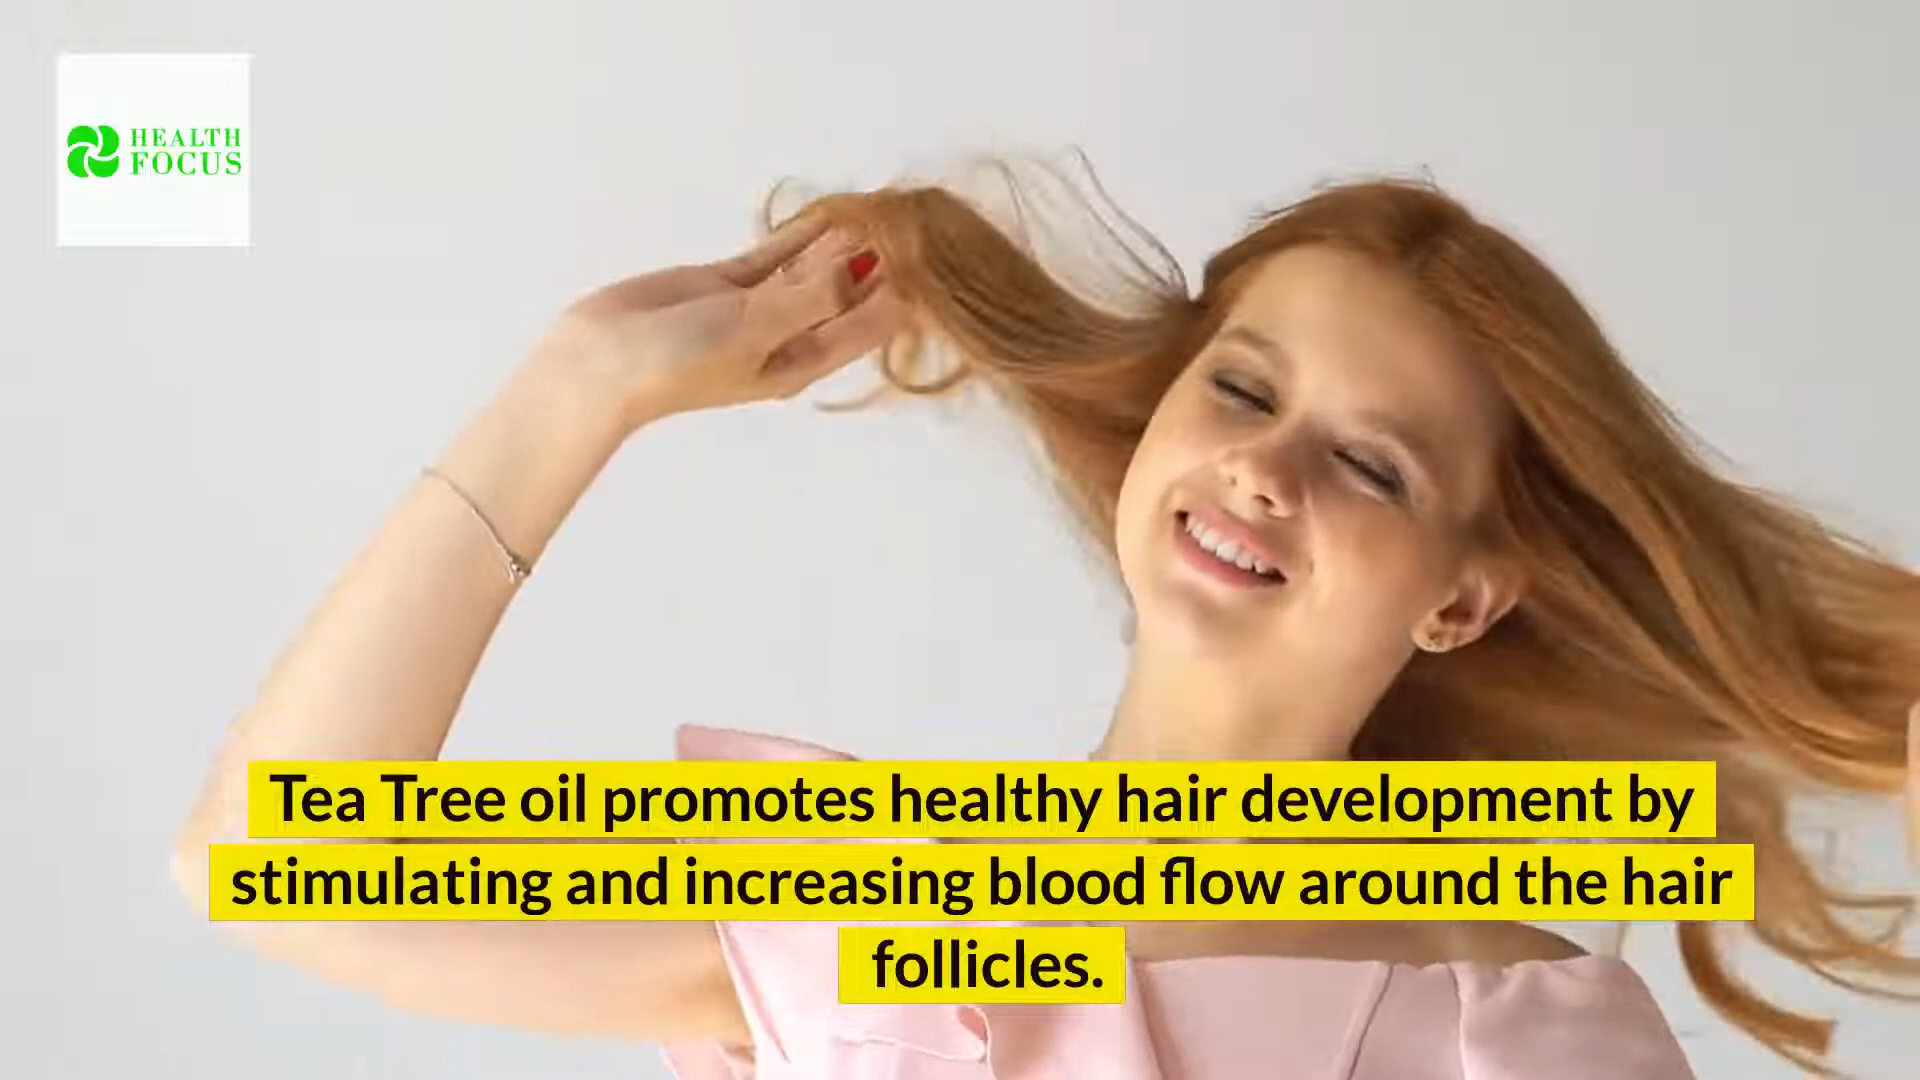 HEALTH
FOCUS
Tea Tree oil promotes healthy hair development by
stimulating and increasing blood flow around the hair
follicles.